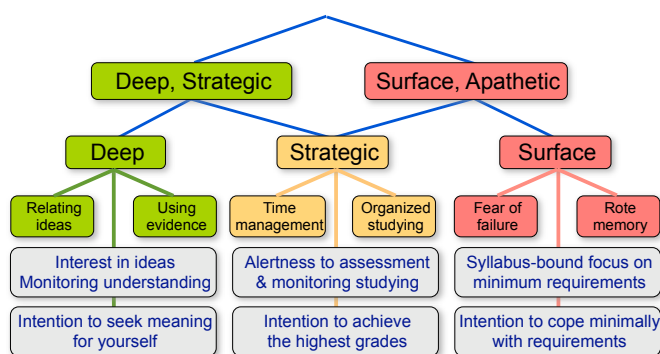 Deep, Strategic
Surface, Apathetic
Deep
Strategic
Surface
Relating
ideas
Using
evidence
Time
management
Organized
studying
Fear of
failure
Rote
memory
Interest in ideas
Monitoring understanding
Alertness to assessment
& monitoring studying
Syllabus-bound focus on
minimum requirements
Intention to seek meaning
for yourself
Intention to achieve
the highest grades
Intention to cope minimally
with requirements